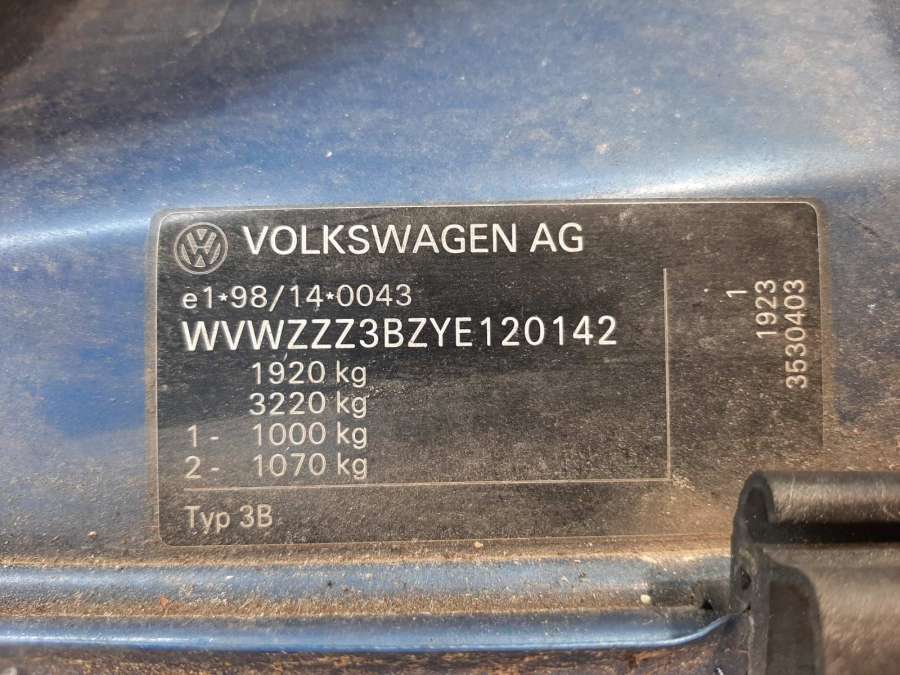 VOLKSWAGEN AG
e1*98/14*0043
WVWZZZ3BZYE120142
1920 kg
3220 kg
1- 1000 kg
2- 1070 kg
Typ 3B
1
1923
3530403